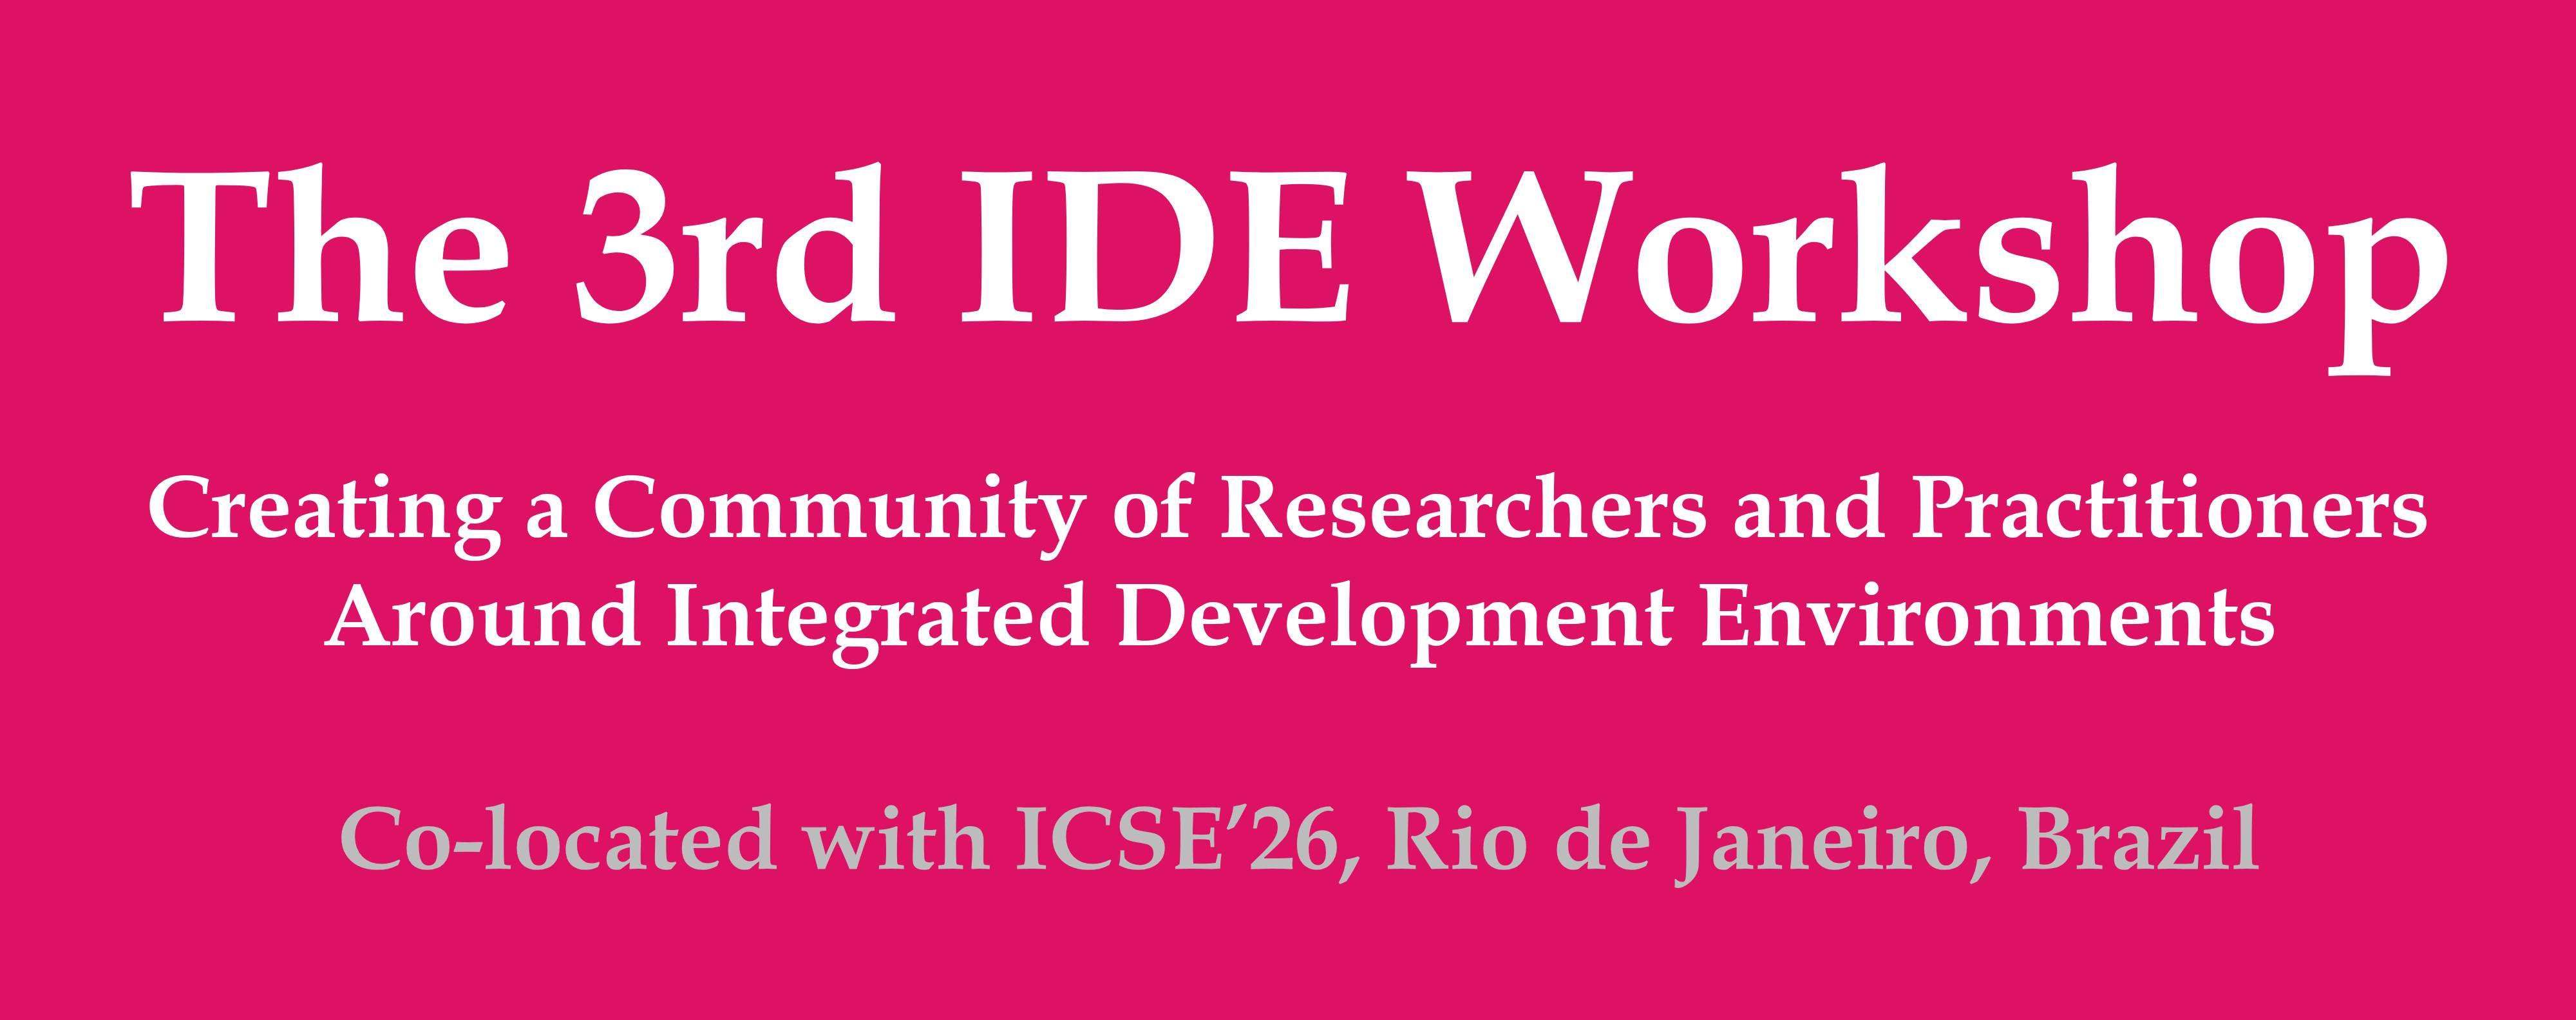 The 3rd IDE Workshop
Creating a Community of Researchers and Practitioners
Around Integrated Development Environments
Co-located with ICSE’26, Rio de Janeiro, Brazil